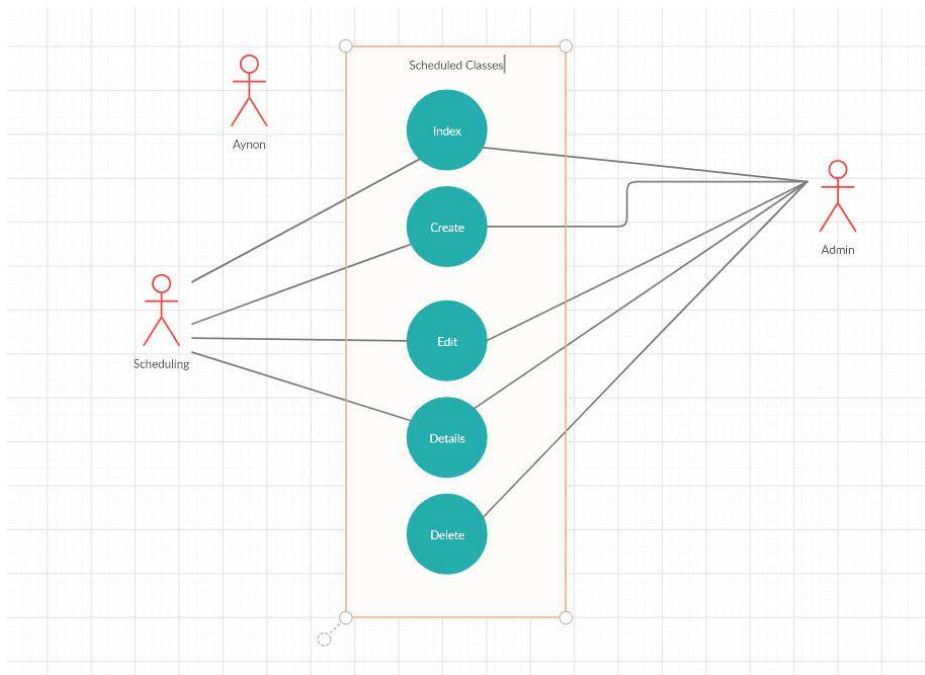 Scheduled Classes
Aynon
Index
Create
Admin
Scheduling
Edit
Details
Delete